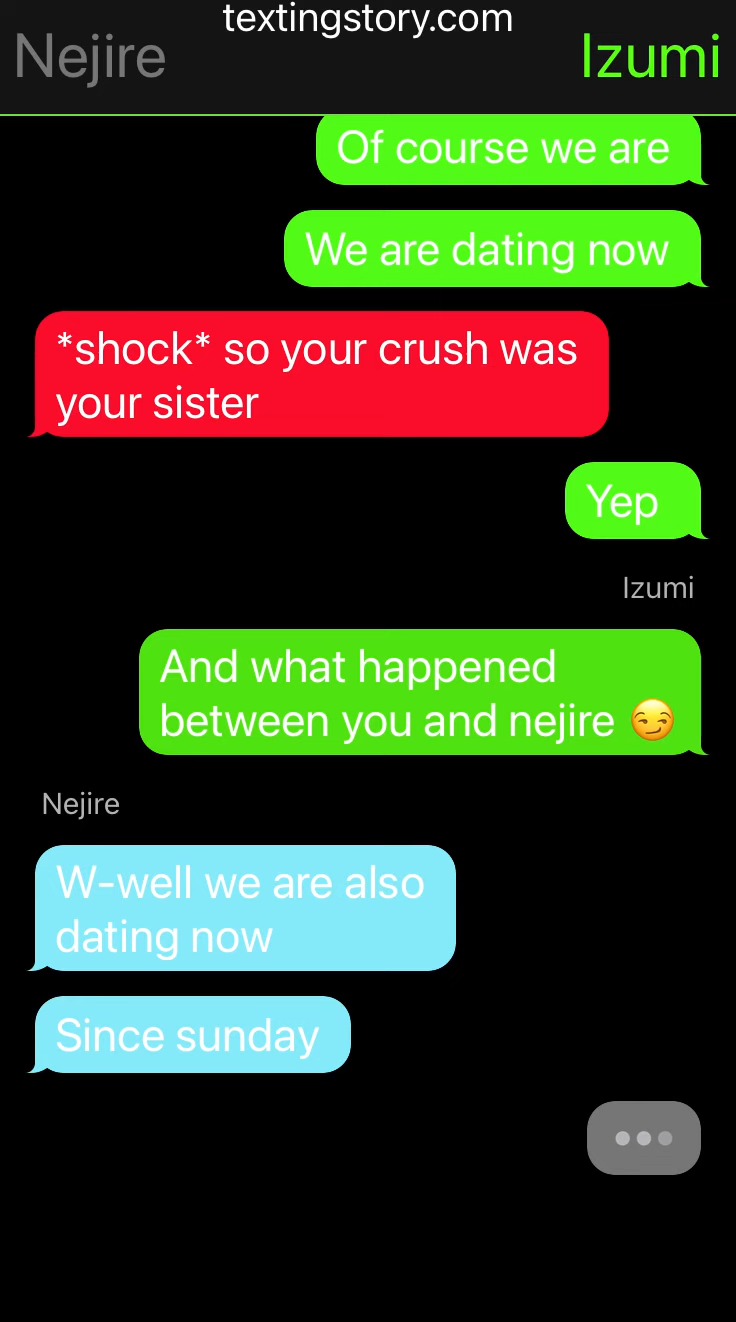 textingstory.com
Nejire
Izumi
Of course we are
We are dating now
*shock* so your crush was
your sister
Yep
Izumi
And what happened
between you and nejire 😏
Nejire
W-well we are also
dating now
Since sunday